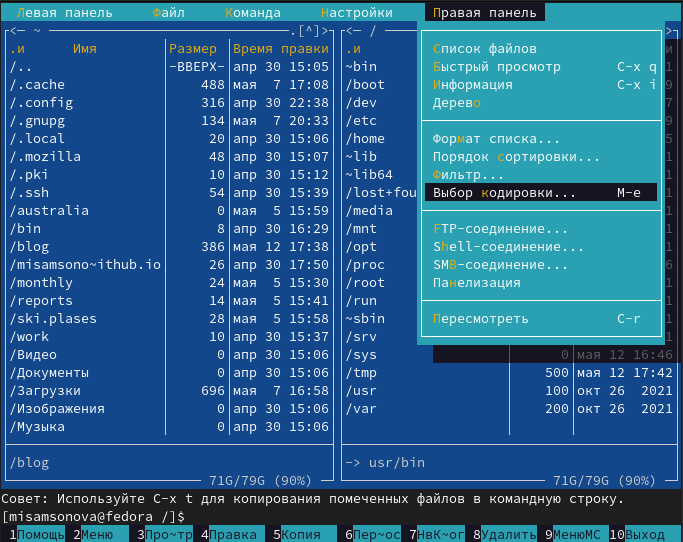 Левая панель Файл Команда Настройки Правая панель
<─ ~ .[^]> <─ /
.и Имя Размер Время правки .и
/.. -ВВЕРХ- апр 30 15:05 ~bin Список файлов
/.cache 488 мая 7 17:08 /boot Быстрый просмотр C-x q
/.config 316 апр 30 22:38 /dev Информация C-x i
/.gnupg 134 мая 7 20:33 /etc Дерево
/.local 20 апр 30 15:06 /home
/.mozilla 48 апр 30 15:07 ~lib Формат списка...
/.pki 10 апр 30 15:12 ~lib64 Порядок сортировки...
/.ssh 54 апр 30 15:39 /lost+fou Фильтр...
/australia 0 мая 5 15:59 /media Выбор кодировки... M-e
/bin 8 апр 30 16:29 /mnt
/blog 386 мая 12 17:38 /opt FTP-соединение...
/misamsono~ithub.io 26 апр 30 17:50 /proc Shell-соединение...
/monthly 24 мая 5 15:30 /root SMB-соединение...
/reports 14 мая 5 15:41 /run Панелизация
/ski.plases 28 мая 5 15:58 ~sbin
/work 10 апр 30 15:37 /srv Пересмотреть C-r
/Видео 0 апр 30 15:06 /sys 0 мая 12 16:46
/Документы 0 апр 30 15:06 /tmp 500 мая 12 17:42
/Загрузки 696 мая 7 16:58 /usr 100 окт 26 2021
/Изображения 0 апр 30 15:06 /var 200 окт 26 2021
/Музыка 0 апр 30 15:06
/blog -> usr/bin
71G/79G (90%) 71G/79G (90%)
Совет: Используйте C-x t для копирования помеченных файлов в командную строку.
[misamsonova@fedora /]$
1Помощь 2Меню 3Про~тр 4Правка 5Копия 6Пер~ос 7НвК~ог 8Удалить 9МенюMC 10Выход